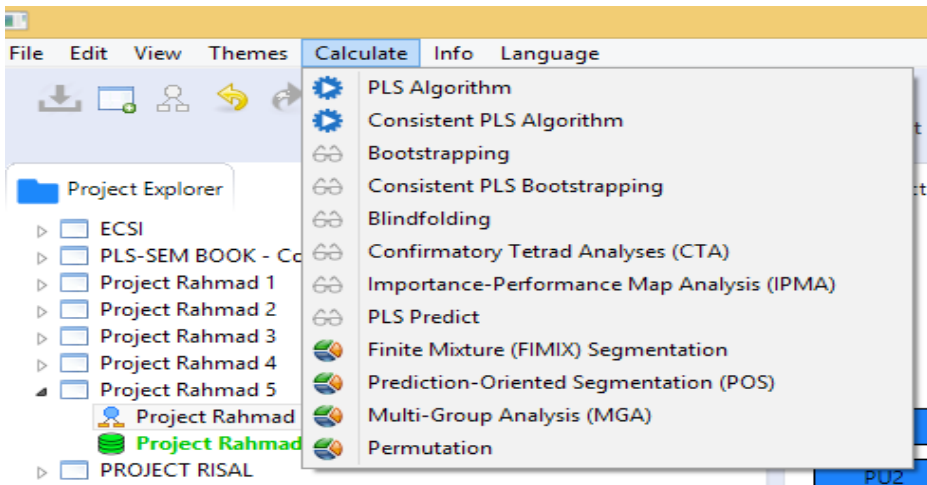 File Edit View Themes Calculate Info Language
PLS Algorithm
Consistent PLS Algorithm
Bootstrapping
Consistent PLS Bootstrapping
Blindfolding
Confirmatory Tetrad Analyses (CTA)
Importance-Performance Map Analysis (IPMA)
PLS Predict
Finite Mixture (FIMIX) Segmentation
Prediction-Oriented Segmentation (POS)
Multi-Group Analysis (MGA)
Permutation
Project Explorer
ECSI
PLS-SEM BOOK - Co
Project Rahmad 1
Project Rahmad 2
Project Rahmad 3
Project Rahmad 4
Project Rahmad 5
Project Rahmad
Project Rahmad
PROJECT RISAL
PU2